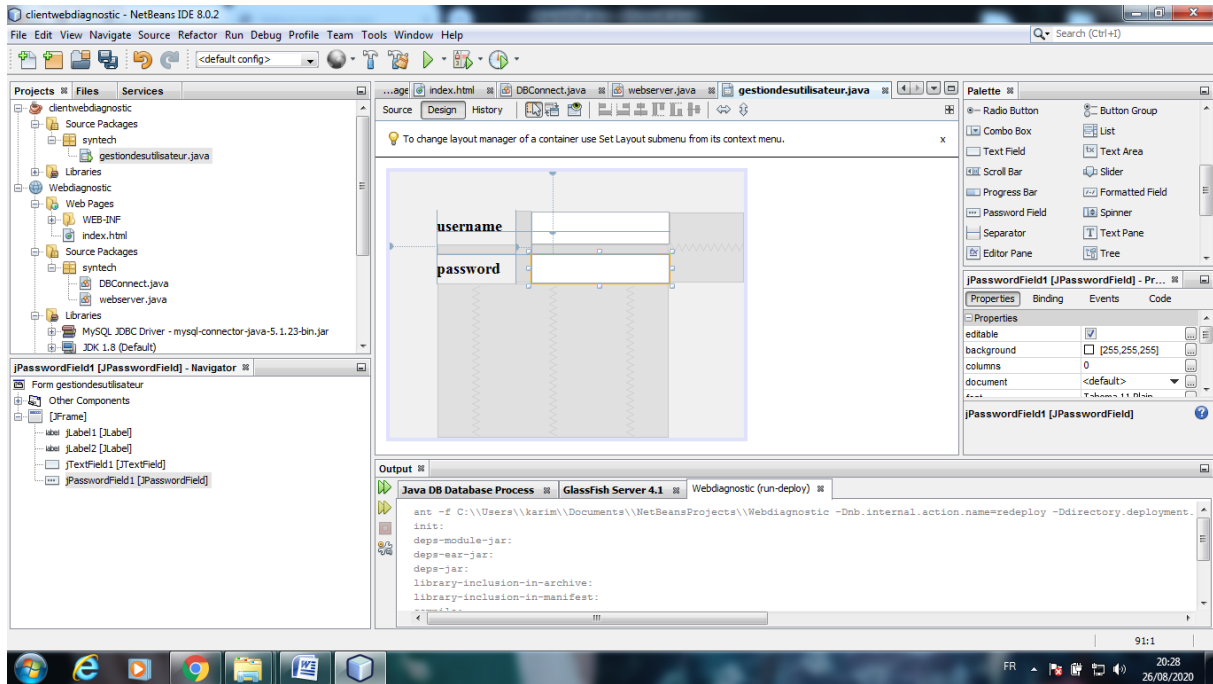 clientwebdiagnostic - NetBeans IDE 8.0.2
File Edit View Navigate Source Refactor Run Debug Profile Team Tools Window Help
Search (Ctrl+I)
<default config>
Projects Files Services
clientwebdiagnostic
Source Packages
syntech
gestiondesutilisateur.java
Libraries
Webdiagnostic
Web Pages
WEB-INF
index.html
Source Packages
syntech
DBConnect.java
webserver.java
Libraries
MySQL JDBC Driver - mysql-connector-java-5.1.23-bin.jar
JDK 1.8 (Default)
jPasswordField1 [JPasswordField] - Navigator
Form gestiondesutilisateur
Other Components
[JFrame]
label jLabel1 [JLabel]
label jLabel2 [JLabel]
jTextField1 [JTextField]
jPasswordField1 [JPasswordField]
...age index.html DBConnect.java webserver.java gestiondesutilisateur.java
Source Design History
To change layout manager of a container use Set Layout submenu from its context menu. x
username
password
Output
Java DB Database Process GlassFish Server 4.1 Webdiagnostic (run-deploy)
ant -f C:\\Users\\karim\\Documents\\NetBeansProjects\\Webdiagnostic -Dnb.internal.action.name=redeploy -Ddirectory.deployment.
init:
deps-module-jar:
deps-ear-jar:
deps-jar:
library-inclusion-in-archive:
library-inclusion-in-manifest:
Palette
Radio Button Button Group
Combo Box List
Text Field Text Area
Scroll Bar Slider
Progress Bar Formatted Field
Password Field Spinner
Separator Text Pane
Editor Pane Tree
jPasswordField1 [JPasswordField] - Pr...
Properties Binding Events Code
Properties
editable
background [255,255,255]
columns 0
document <default>
jPasswordField1 [JPasswordField]
91:1
FR
20:28
26/08/2020